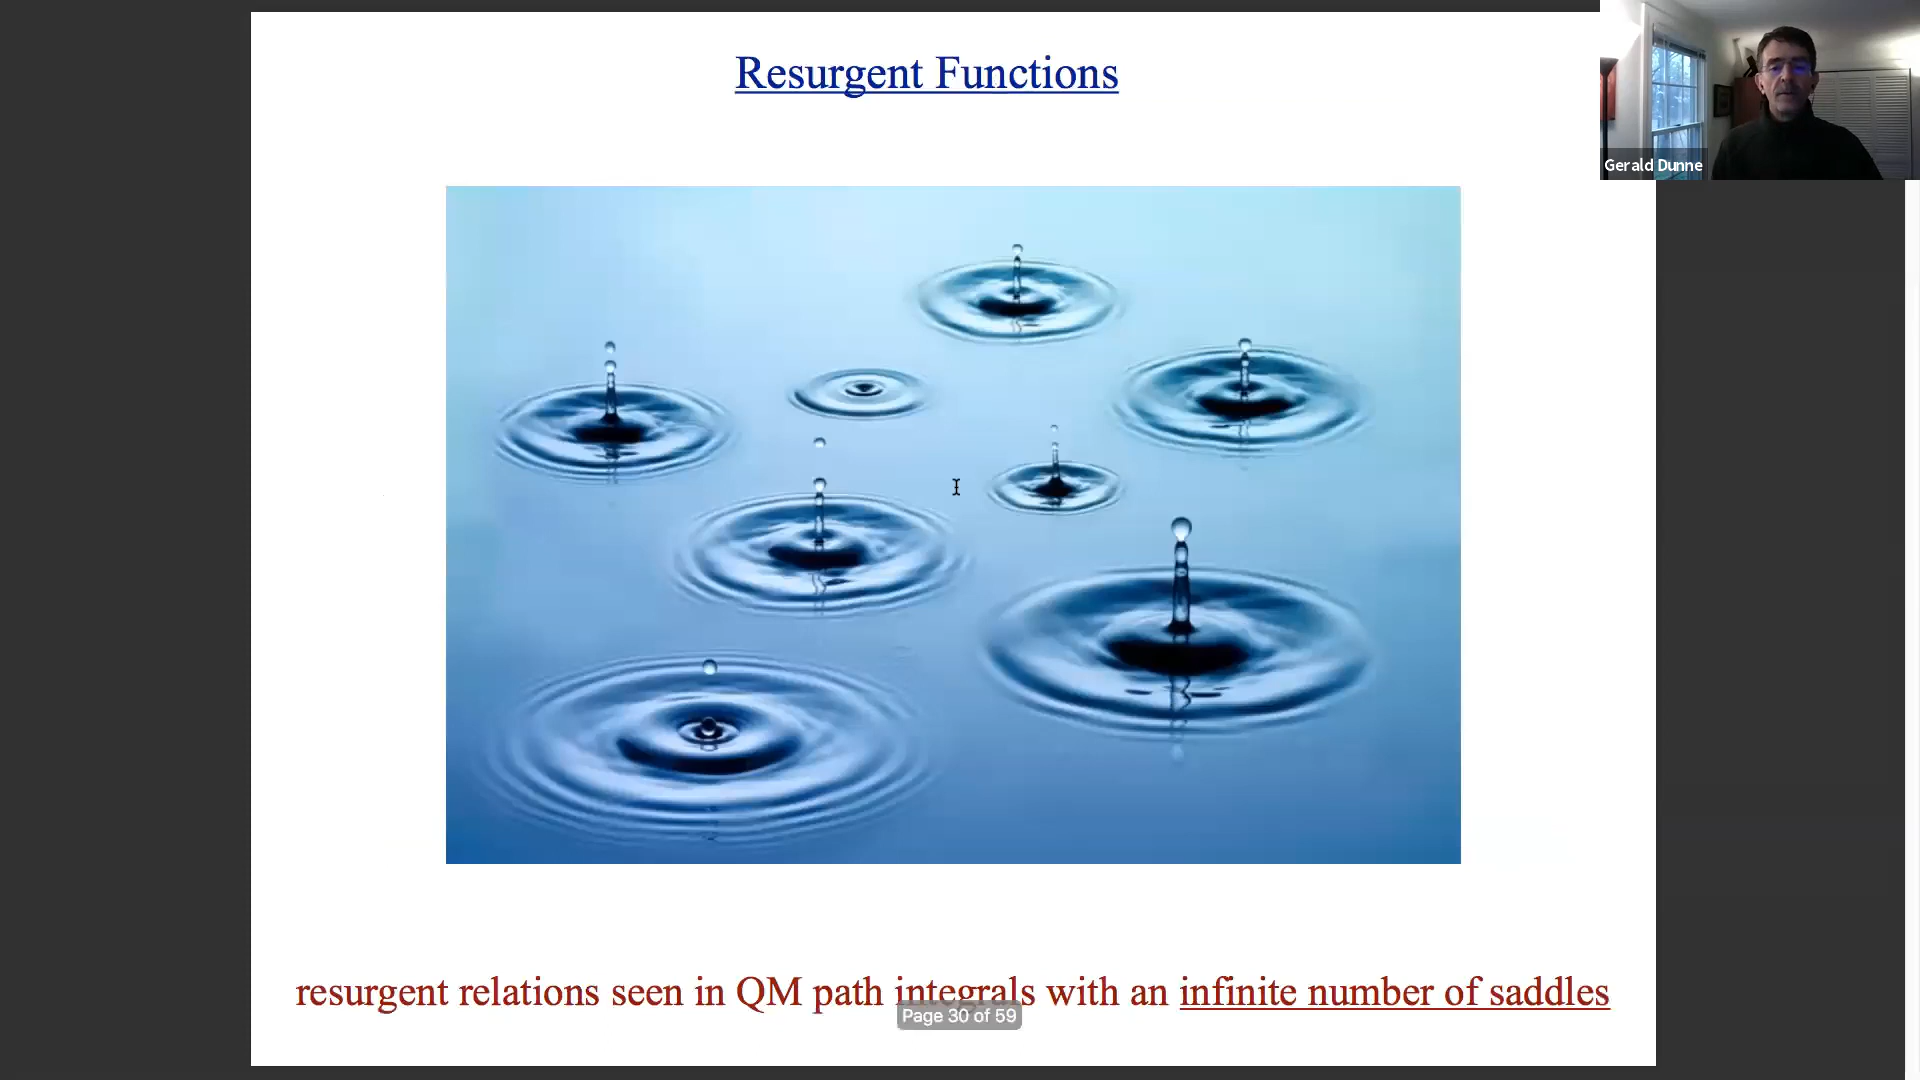 Resurgent Functions
Gerald Dunne
resurgent relations seen in QM path integrals with an infinite number of saddles
Page 30 of 59